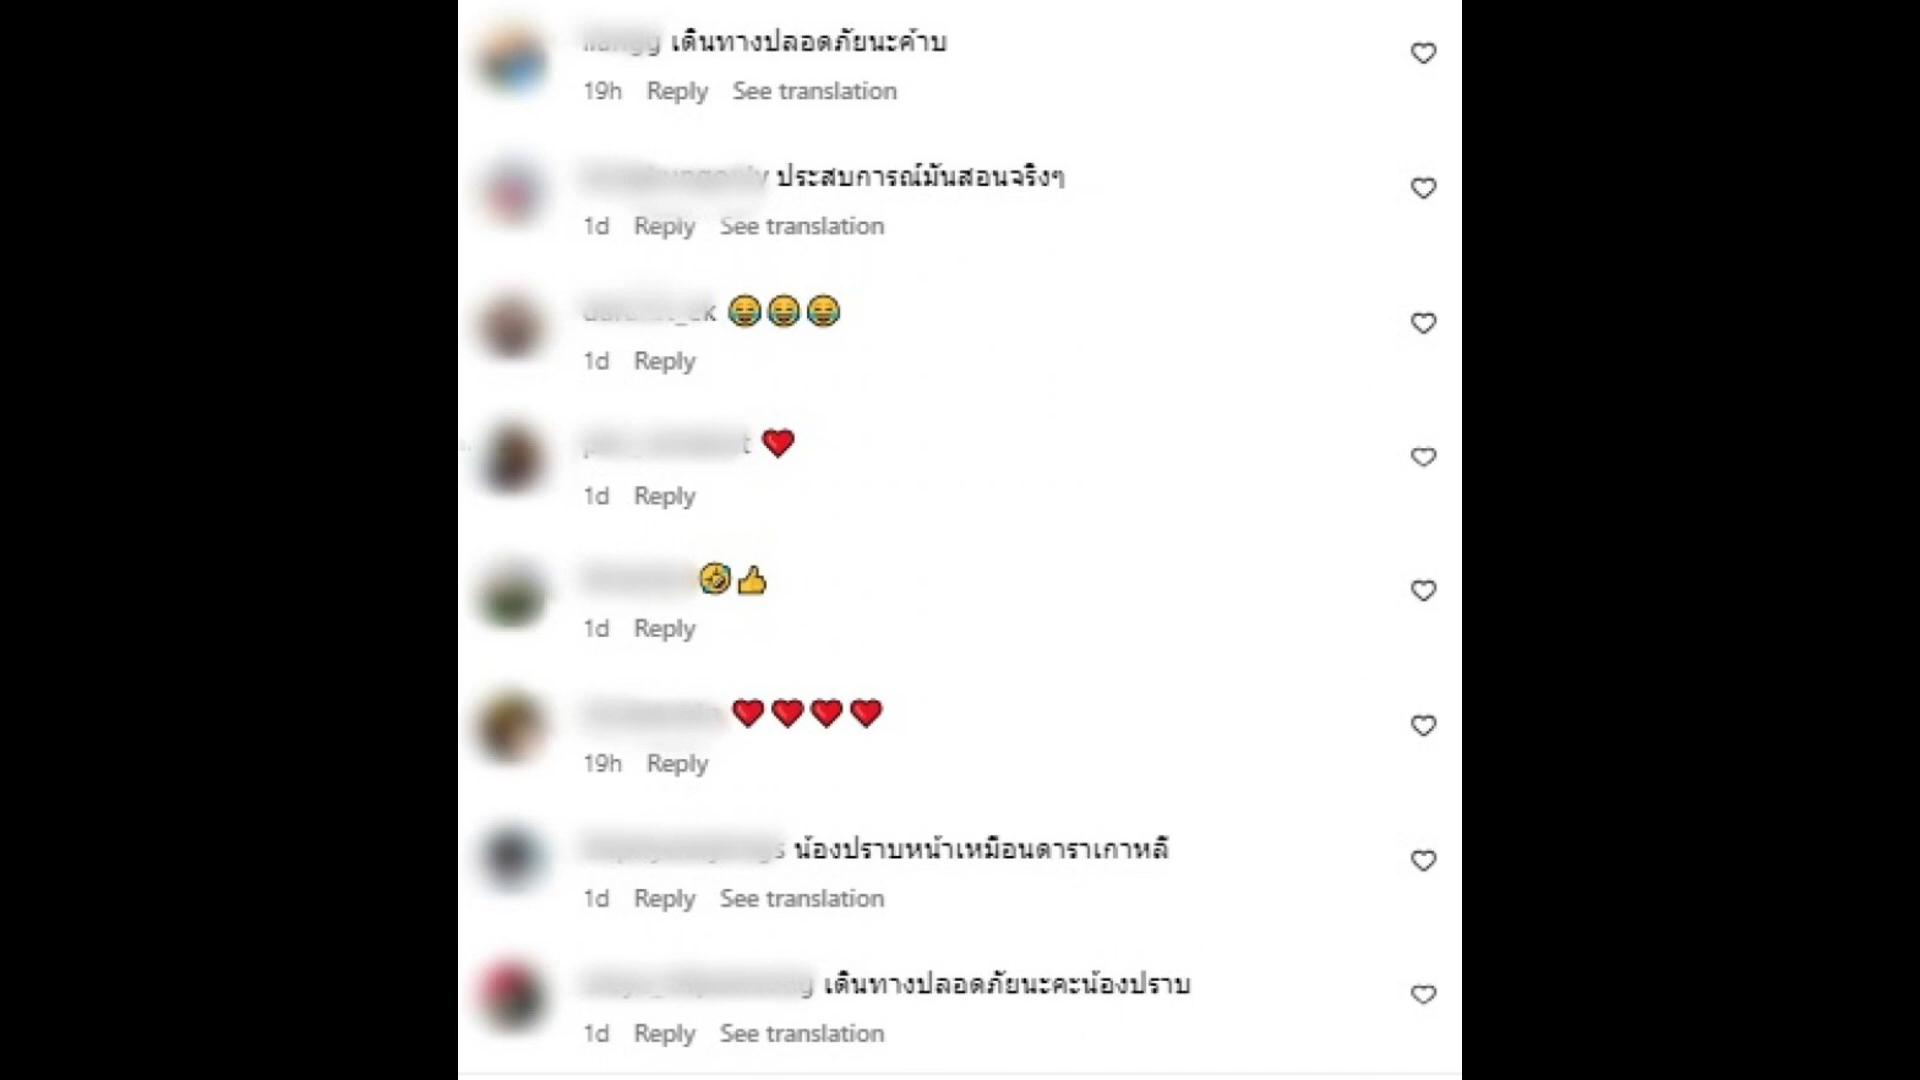 เดินทางปลอดภัยนะค้าบ
19h Reply See translation
ประสบการณ์มันสอนจริงๆ
1d Reply See translation
😂😂😂
1d Reply
❤️
1d Reply
🤣👍
1d Reply
❤️❤️❤️❤️
19h Reply
น้องปราบหน้าเหมือนดาราเกาหลี
1d Reply See translation
เดินทางปลอดภัยนะคะน้องปราบ
1d Reply See translation